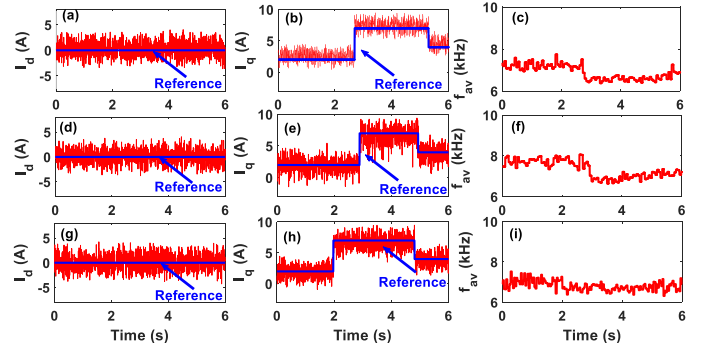 (a)
I_d (A)
5
0
-5
Reference
0 2 4 6
(b)
I_q (A)
10
5
0
Reference
0 2 4 6
(c)
f_av (kHz)
10
8
6
0 2 4 6
(d)
I_d (A)
5
0
-5
Reference
0 2 4 6
(e)
I_q (A)
10
5
0
Reference
0 2 4 6
(f)
f_av (kHz)
10
8
6
0 2 4 6
(g)
I_d (A)
5
0
-5
Reference
0 2 4 6
Time (s)
(h)
I_q (A)
10
5
0
Reference
0 2 4 6
Time (s)
(i)
f_av (kHz)
10
8
6
0 2 4 6
Time (s)